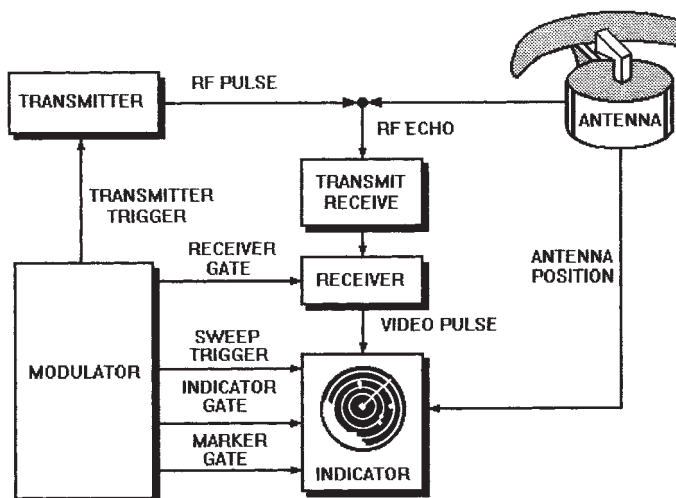 RF PULSE
TRANSMITTER
ANTENNA
RF ECHO
TRANSMIT
RECEIVE
TRANSMITTER
TRIGGER
RECEIVER
GATE
ANTENNA
POSITION
RECEIVER
VIDEO PULSE
SWEEP
TRIGGER
MODULATOR
INDICATOR
GATE
MARKER
GATE
INDICATOR